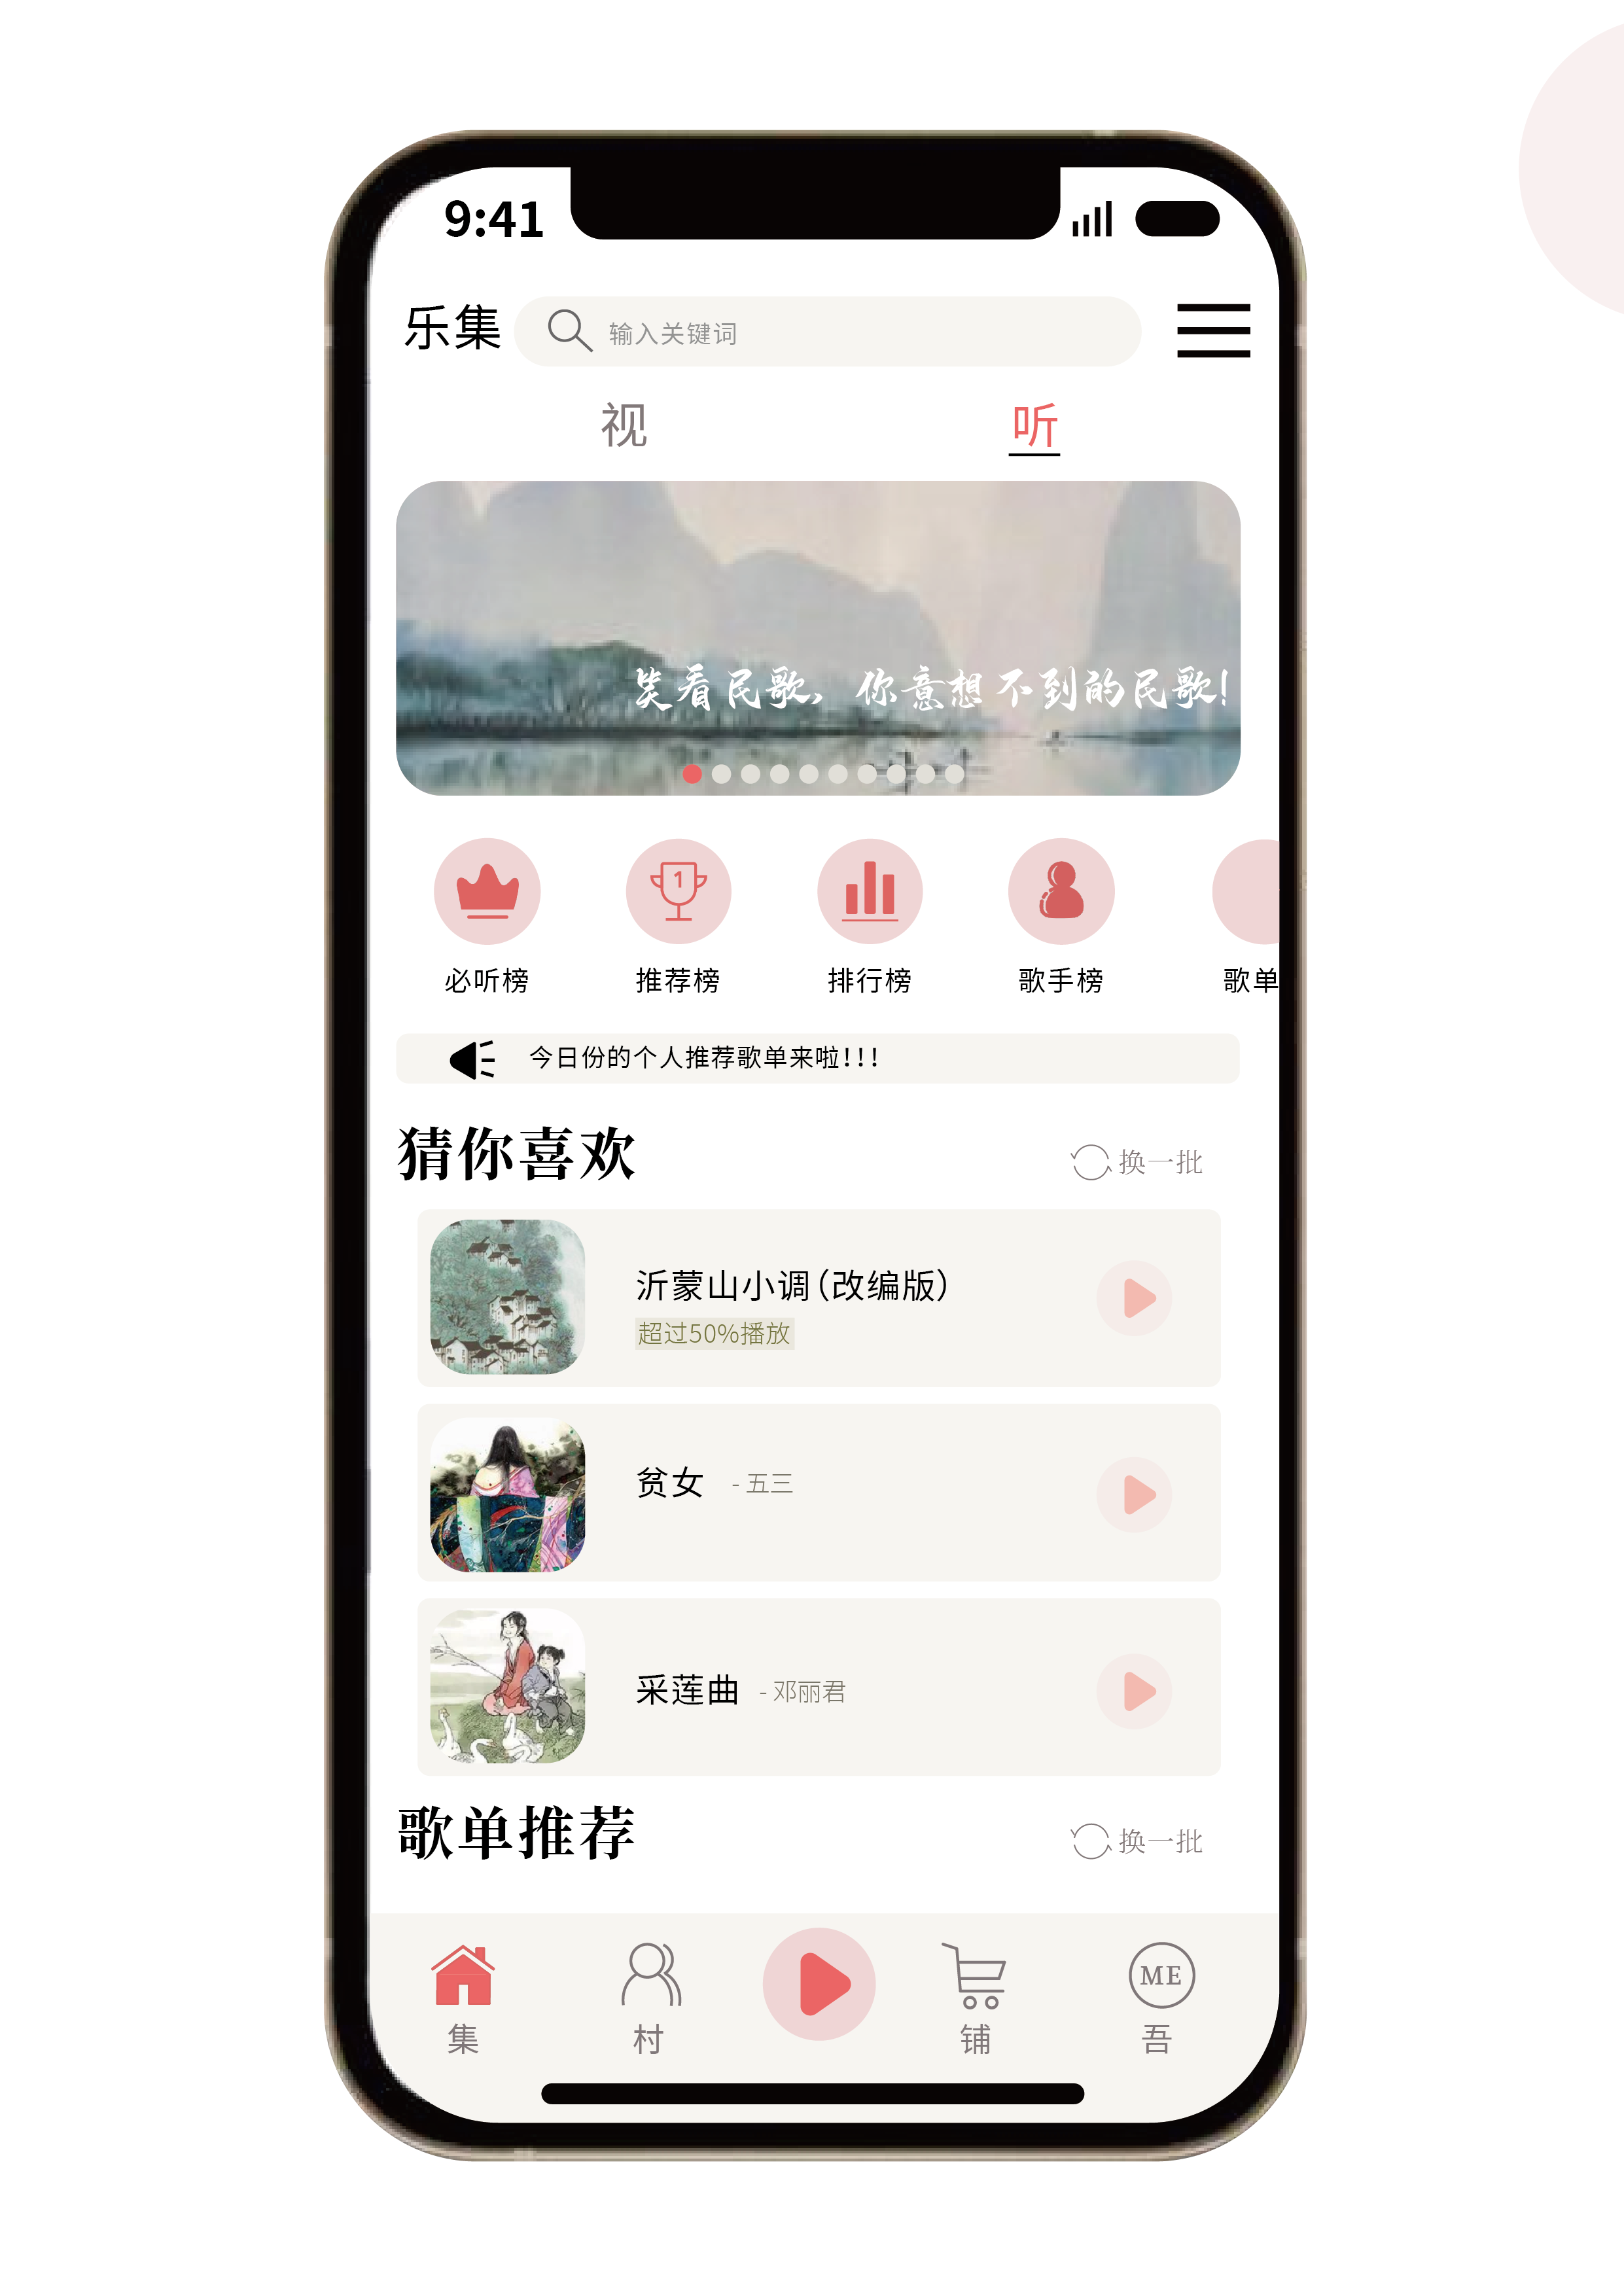 9:41
乐集 输入关键词
视 听
笑看民歌，你意想不到的民歌！
1
必听榜 推荐榜 排行榜 歌手榜 歌单
今日份的个人推荐歌单来啦！！！
猜你喜欢 换一批
沂蒙山小调（改编版）
超过50%播放
贫女 - 五三
采莲曲 - 邓丽君
歌单推荐 换一批
ME
集 村 铺 吾